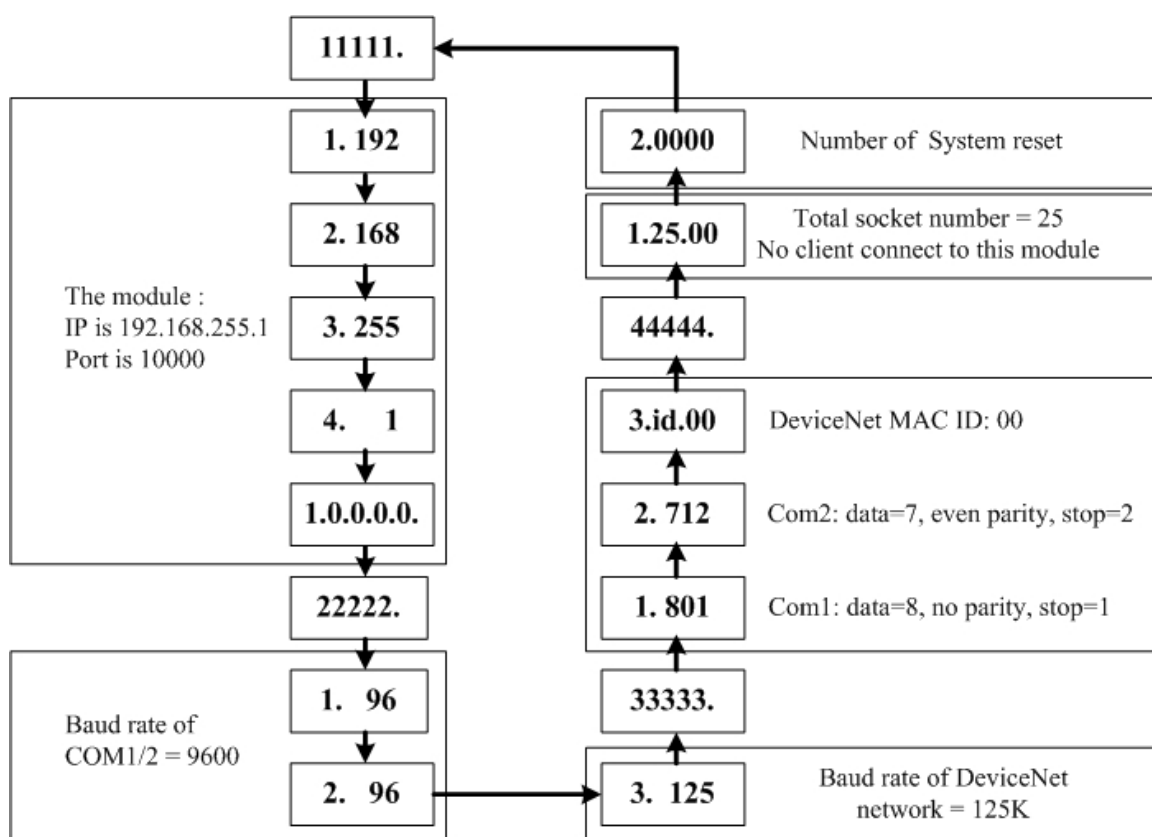 11111.
1. 192
2. 168
3. 255
4. 1
1.0.0.0.0.
The module :
IP is 192.168.255.1
Port is 10000
22222.
1. 96
2. 96
Baud rate of
COM1/2 = 9600
3. 125
Baud rate of DeviceNet
network = 125K
33333.
1. 801
Com1: data=8, no parity, stop=1
2. 712
Com2: data=7, even parity, stop=2
3.id.00
DeviceNet MAC ID: 00
44444.
1.25.00
Total socket number = 25
No client connect to this module
2.0000
Number of System reset